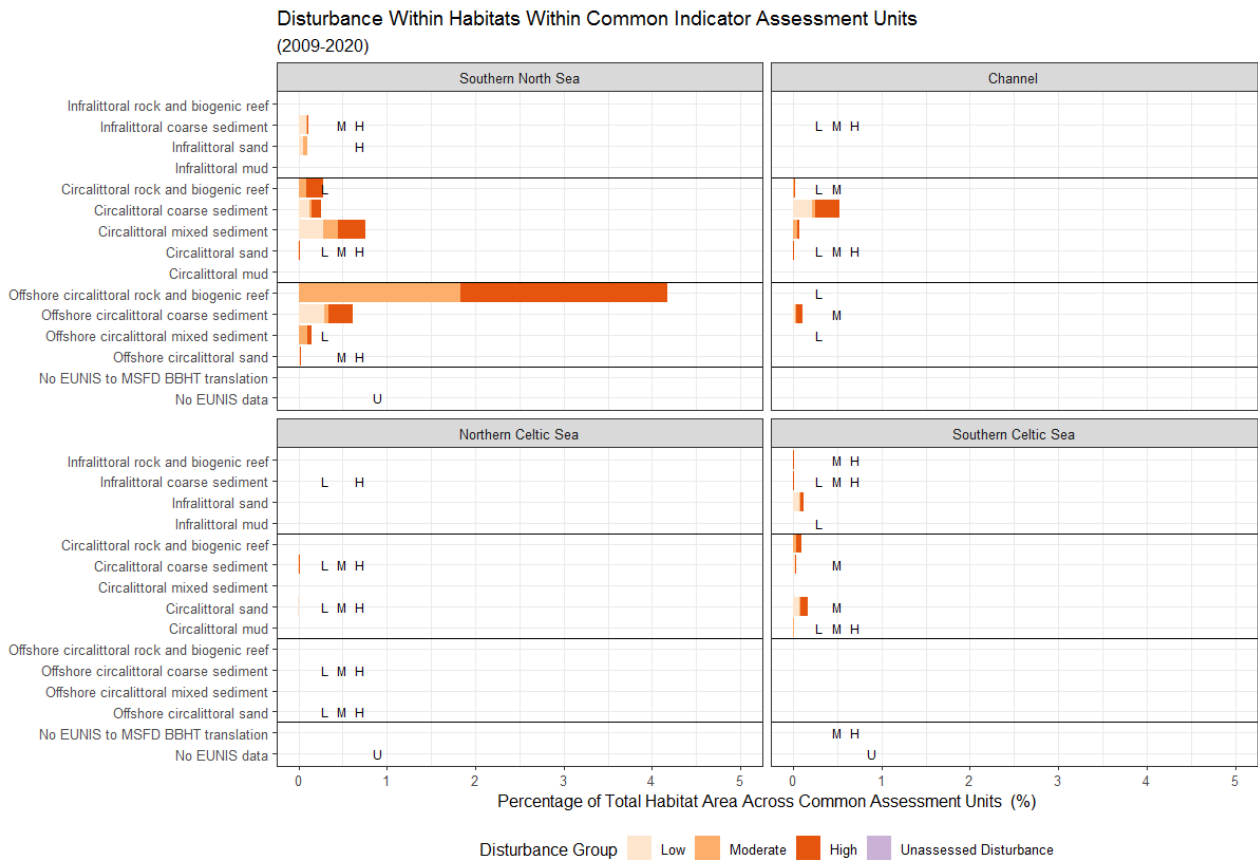 Disturbance Within Habitats Within Common Indicator Assessment Units
(2009-2020)
Southern North Sea
Channel
Infralittoral rock and biogenic reef
Infralittoral coarse sediment M H L M H
Infralittoral sand H
Infralittoral mud
Circalittoral rock and biogenic reef L L M
Circalittoral coarse sediment
Circalittoral mixed sediment
Circalittoral sand L M H L M H
Circalittoral mud
Offshore circalittoral rock and biogenic reef L
Offshore circalittoral coarse sediment M
Offshore circalittoral mixed sediment L L
Offshore circalittoral sand M H
No EUNIS to MSFD BBHT translation
No EUNIS data U
Northern Celtic Sea
Southern Celtic Sea
Infralittoral rock and biogenic reef M H
Infralittoral coarse sediment L H L M H
Infralittoral sand
Infralittoral mud L
Circalittoral rock and biogenic reef
Circalittoral coarse sediment L M H M
Circalittoral mixed sediment
Circalittoral sand L M H M
Circalittoral mud L M H
Offshore circalittoral rock and biogenic reef
Offshore circalittoral coarse sediment L M H
Offshore circalittoral mixed sediment
Offshore circalittoral sand L M H
No EUNIS to MSFD BBHT translation M H
No EUNIS data U U
0 1 2 3 4 5 0 1 2 3 4 5
Percentage of Total Habitat Area Across Common Assessment Units (%)
Disturbance Group Low Moderate High Unassessed Disturbance